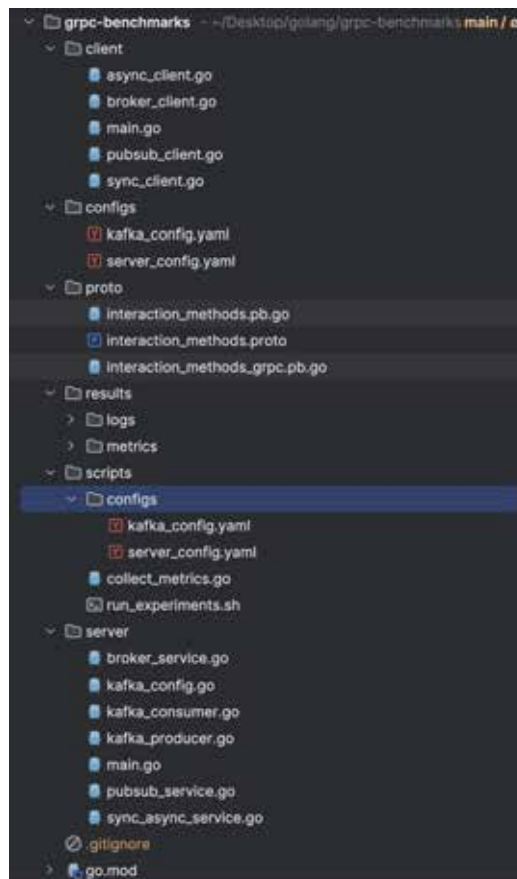 grpc-benchmarks ~/Desktop/golang/grpc-benchmarks main /
client
async_client.go
broker_client.go
main.go
pubsub_client.go
sync_client.go
configs
kafka_config.yaml
server_config.yaml
proto
interaction_methods.pb.go
interaction_methods.proto
interaction_methods_grpc.pb.go
results
logs
metrics
scripts
configs
kafka_config.yaml
server_config.yaml
collect_metrics.go
run_experiments.sh
server
broker_service.go
kafka_config.go
kafka_consumer.go
kafka_producer.go
main.go
pubsub_service.go
sync_async_service.go
.gitignore
go.mod